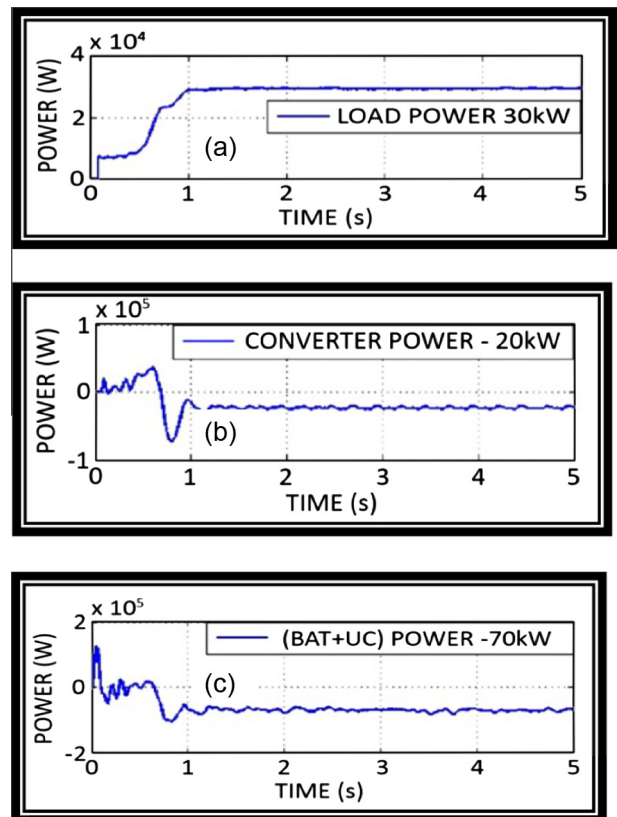 x 10⁴
POWER (W)
4
2
0
LOAD POWER 30kW
(a)
0 1 2 3 4 5
TIME (s)
x 10⁵
POWER (W)
1
0
-1
CONVERTER POWER - 20kW
(b)
0 1 2 3 4 5
TIME (s)
x 10⁵
POWER (W)
2
0
-2
(BAT+UC) POWER -70kW
(c)
0 1 2 3 4 5
TIME (s)